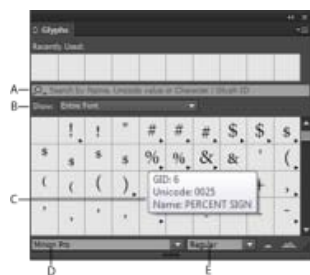 Glyphs
Recently Used:
A
Search by Name, Unicode value or Character / Glyph ID
B
Show: Entire Font
! ! " # # # $ $ $
$ $ $ $ % % & & ' (
( ( ( ) ,
C
GID: 6
Unicode: 0025
Name: PERCENT SIGN
Minion Pro Regular
D E